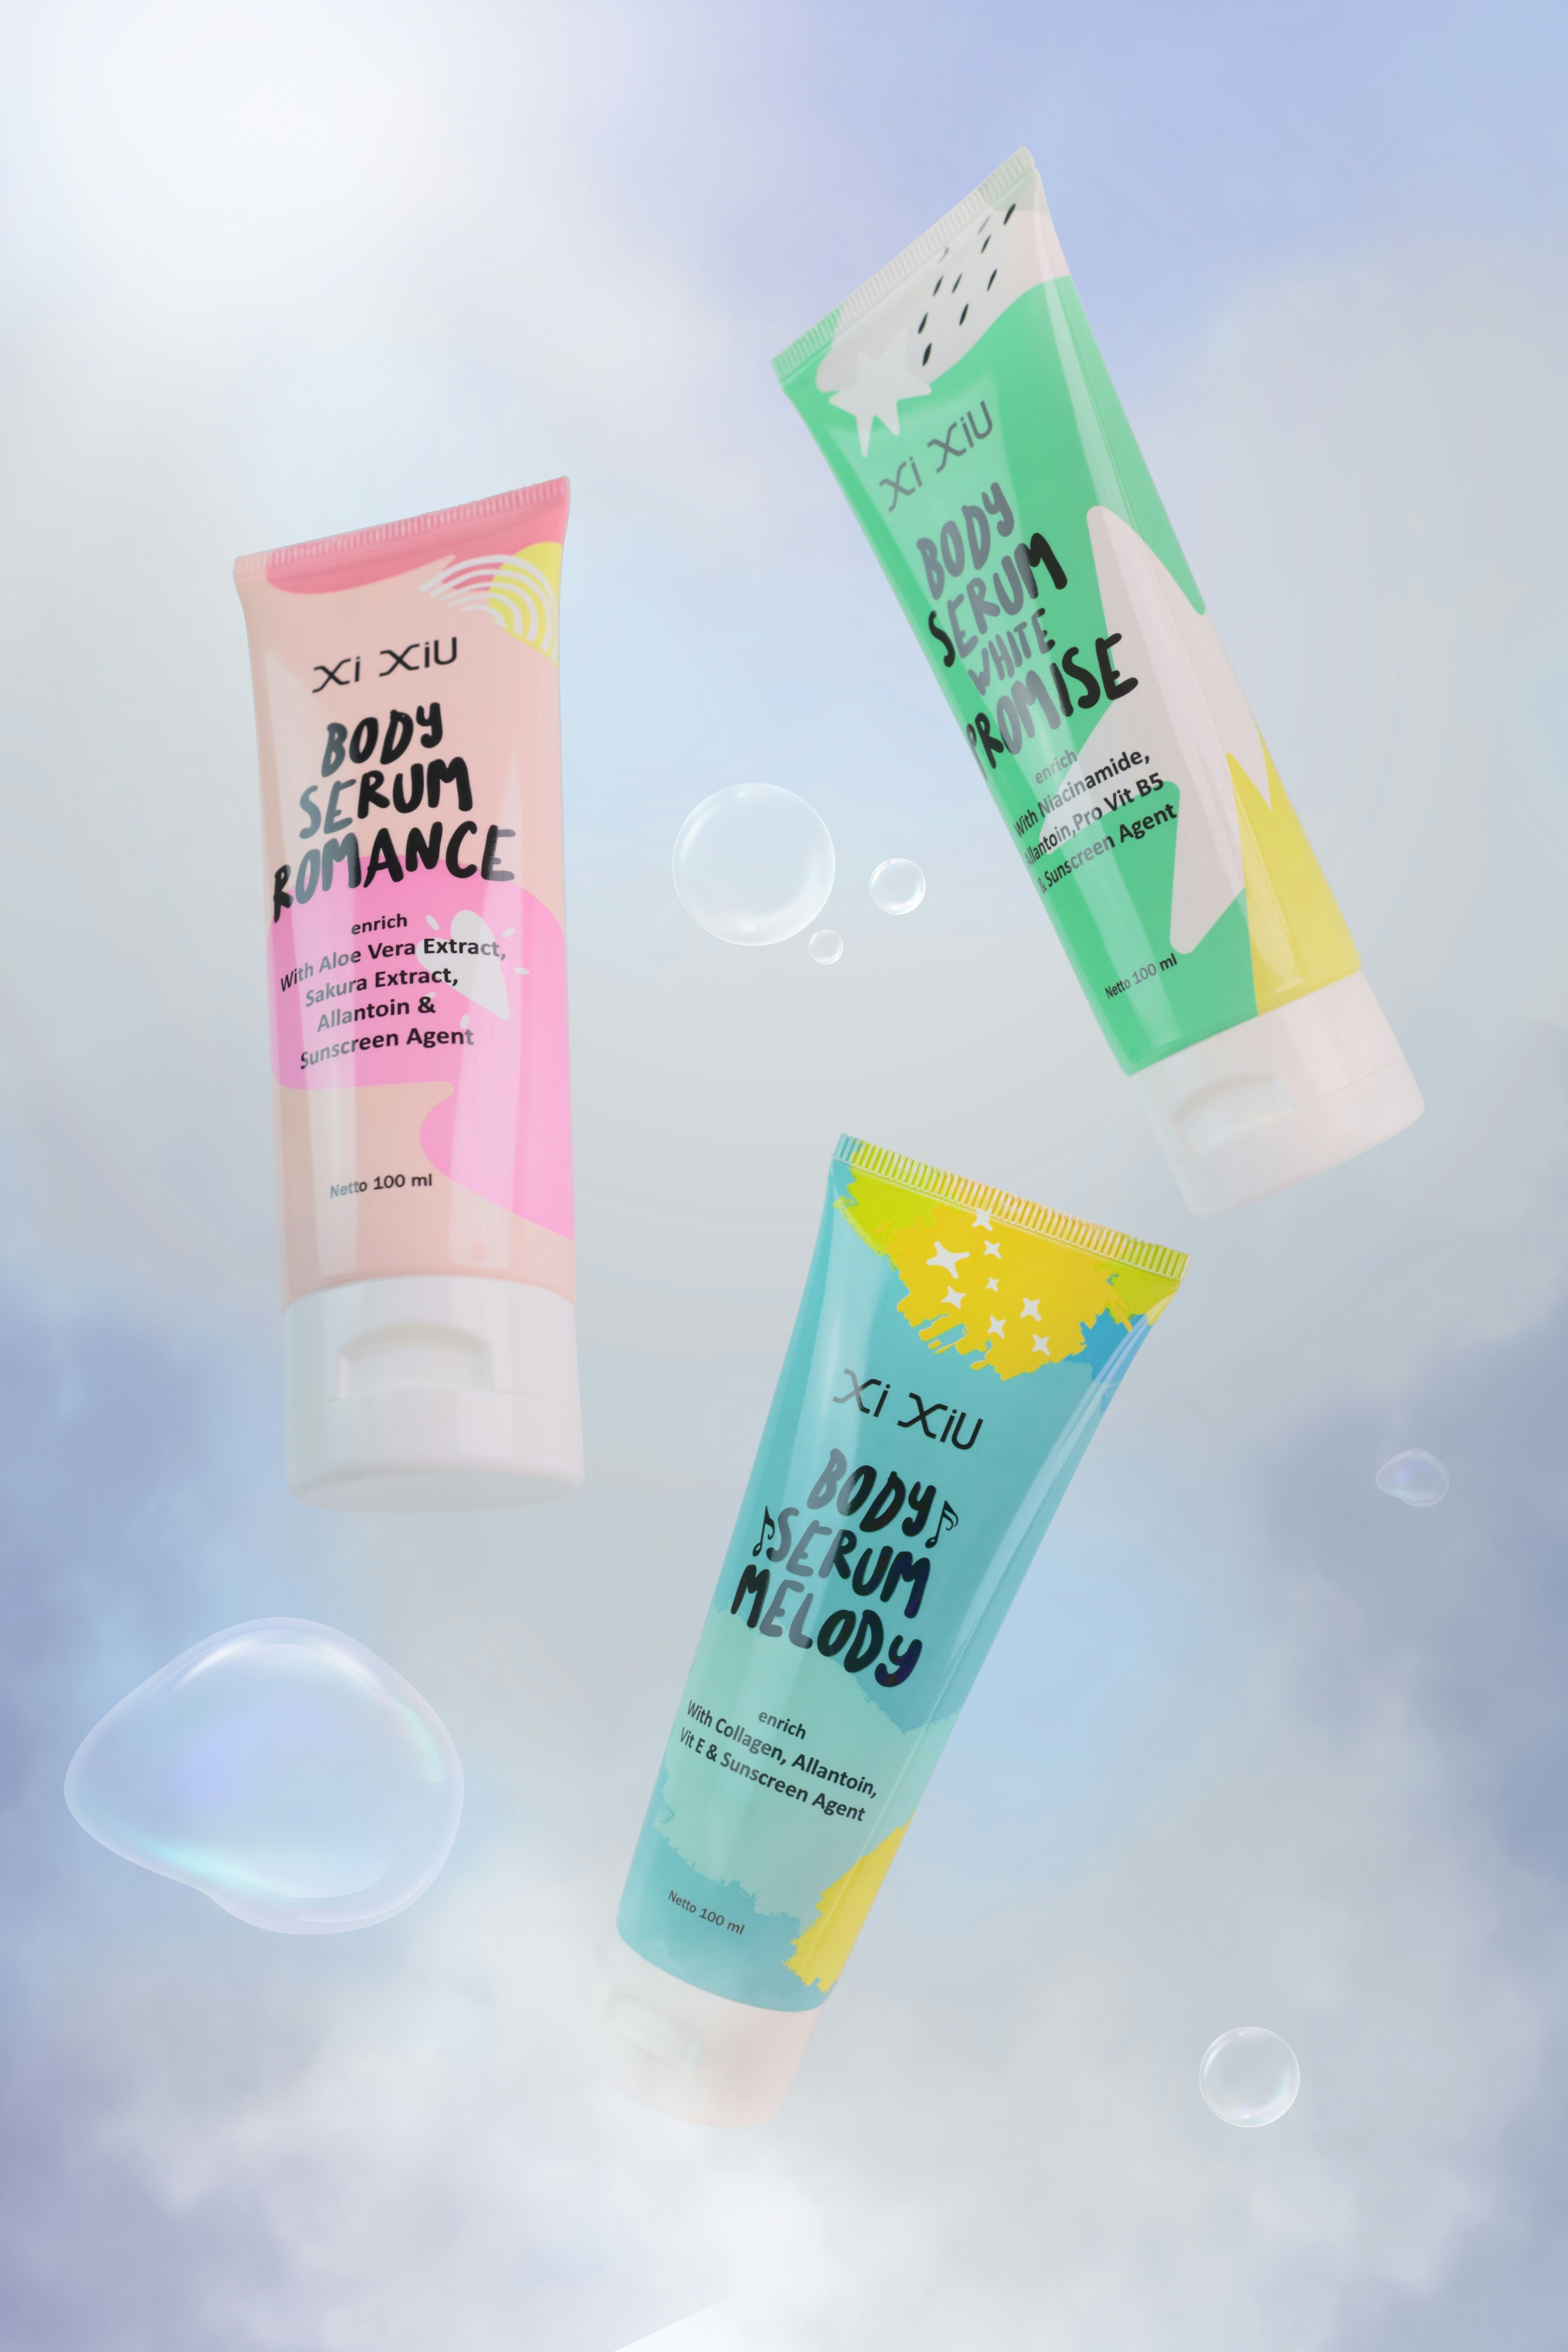 Xi XiU
BODY
SERUM
ROMANCE
enrich
With Aloe Vera Extract,
Sakura Extract,
Allantoin &
Sunscreen Agent
Netto 100 ml
Xi XiU
BODY
SERUM
WHITE
PROMISE
enrich
With Niacinamide,
Allantoin,Pro Vit B5
& Sunscreen Agent
Netto 100 ml
Xi XiU
BODY
SERUM
MELODY
enrich
With Collagen, Allantoin,
Vit E & Sunscreen Agent
Netto 100 ml